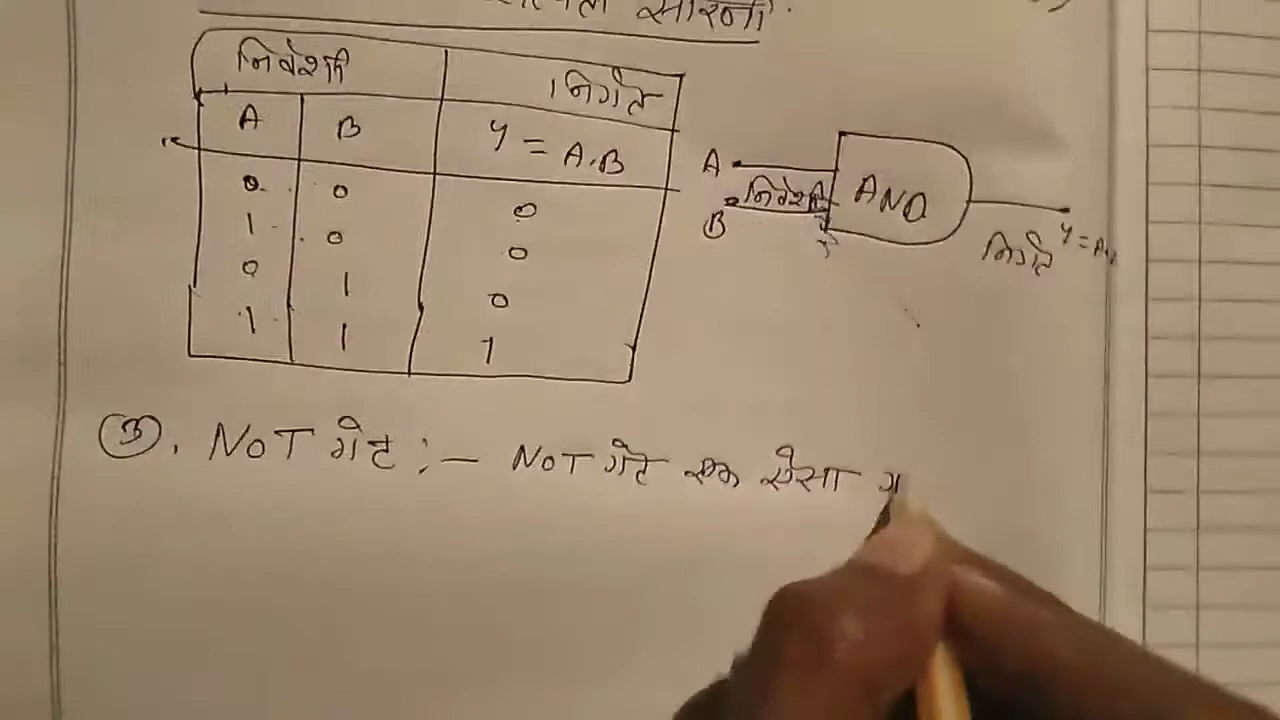 सारणी
निवेशी निर्गत
A B Y = A.B
0 0 0
1 0 0
0 1 0
1 1 1
A
B
निवेशी
AND
निर्गत
Y = A
③. NOT गेट :- NOT गेट एक ऐसा ग